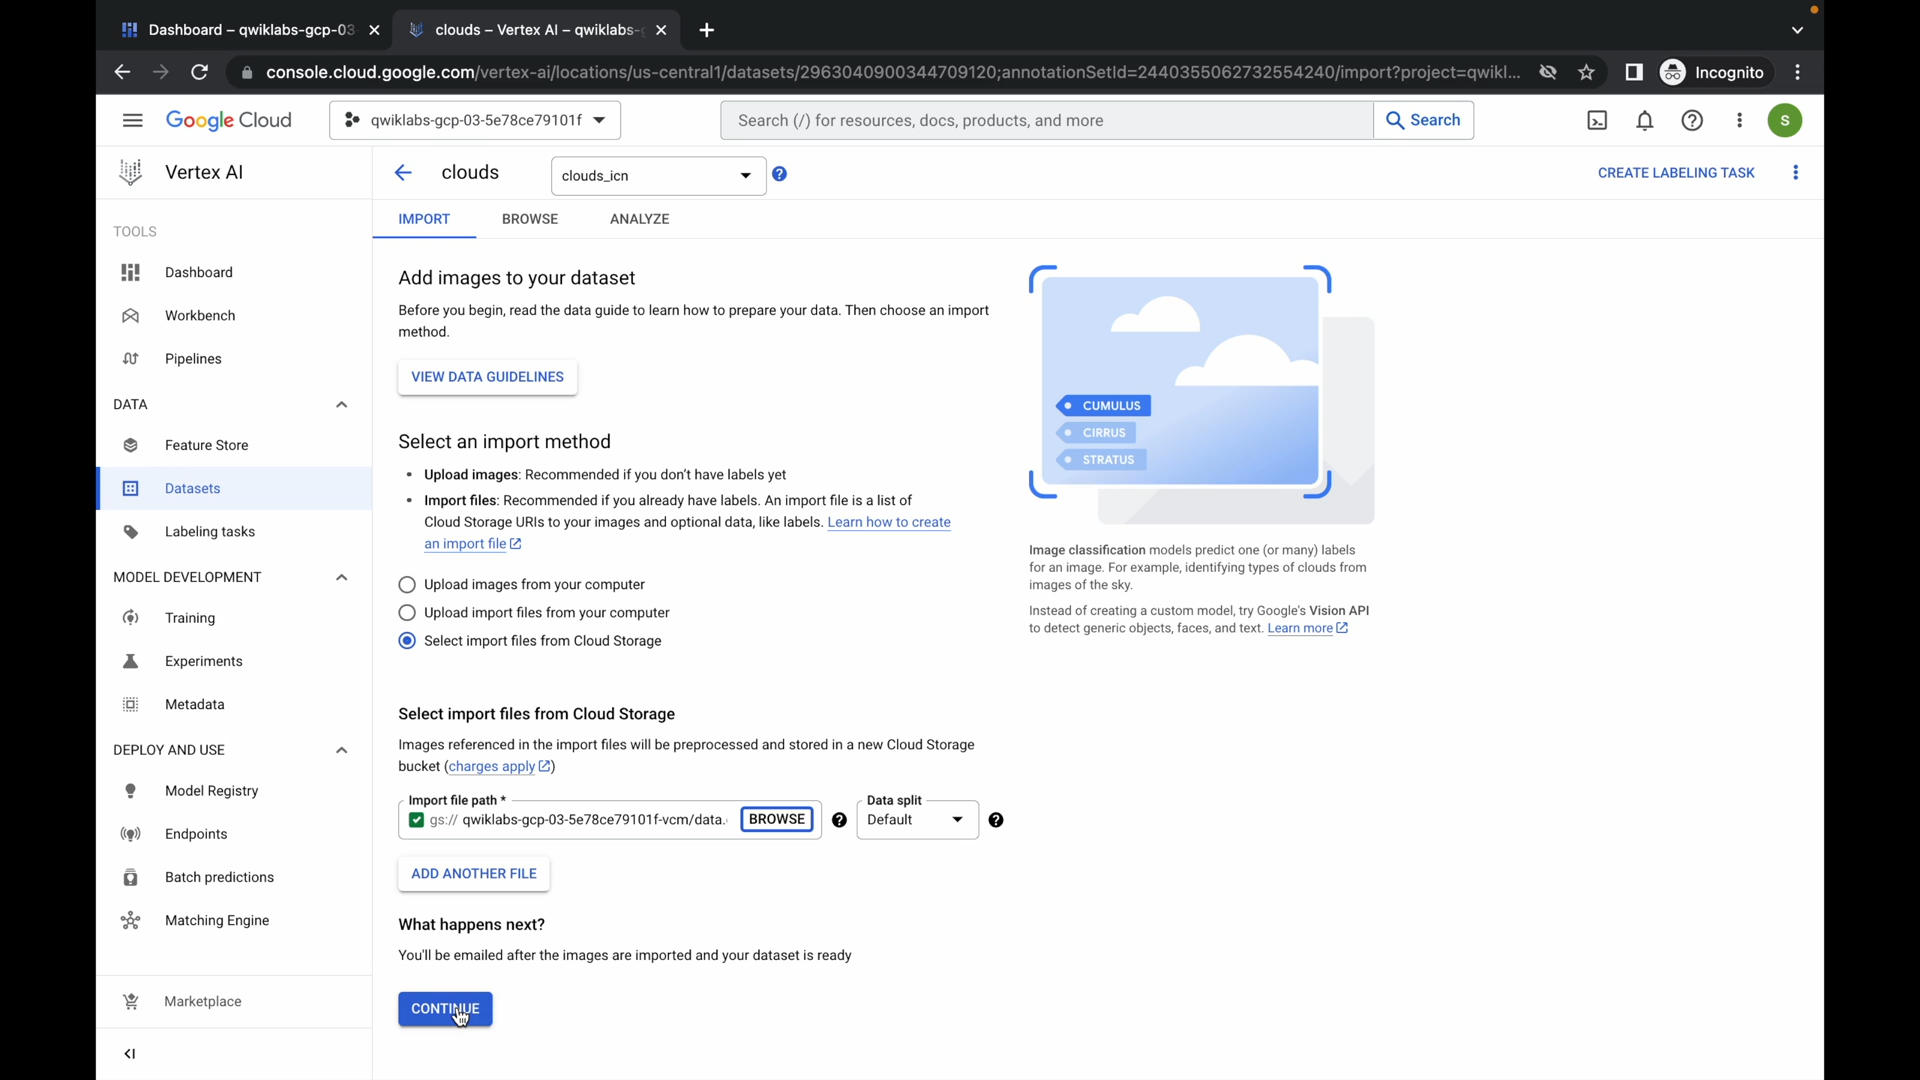 Dashboard – qwiklabs-gcp-03
clouds – Vertex AI – qwiklabs-
console.cloud.google.com/vertex-ai/locations/us-central1/datasets/2963040900344709120;annotationSetId=2440355062732554240/import?project=qwikl...
Incognito
Google Cloud
qwiklabs-gcp-03-5e78ce79101f
Search (/) for resources, docs, products, and more
Search
S
Vertex AI
clouds
clouds_icn
CREATE LABELING TASK
IMPORT
BROWSE
ANALYZE
TOOLS
Dashboard
Workbench
Pipelines
DATA
Feature Store
Datasets
Labeling tasks
MODEL DEVELOPMENT
Training
Experiments
Metadata
DEPLOY AND USE
Model Registry
Endpoints
Batch predictions
Matching Engine
Marketplace
Add images to your dataset
Before you begin, read the data guide to learn how to prepare your data. Then choose an import
method.
VIEW DATA GUIDELINES
Select an import method
• Upload images: Recommended if you don't have labels yet
• Import files: Recommended if you already have labels. An import file is a list of
Cloud Storage URIs to your images and optional data, like labels. Learn how to create
an import file
Upload images from your computer
Upload import files from your computer
Select import files from Cloud Storage
Select import files from Cloud Storage
Images referenced in the import files will be preprocessed and stored in a new Cloud Storage
bucket (charges apply)
Import file path *
gs:// qwiklabs-gcp-03-5e78ce79101f-vcm/data.
BROWSE
Data split
Default
ADD ANOTHER FILE
What happens next?
You'll be emailed after the images are imported and your dataset is ready
CONTINUE
CUMULUS
CIRRUS
STRATUS
Image classification models predict one (or many) labels
for an image. For example, identifying types of clouds from
images of the sky.
Instead of creating a custom model, try Google's Vision API
to detect generic objects, faces, and text. Learn more